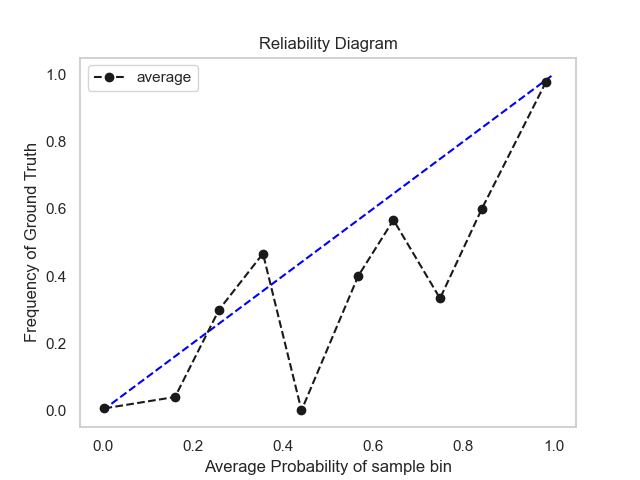 Reliability Diagram
average
Frequency of Ground Truth
1.0
0.8
0.6
0.4
0.2
0.0
0.0 0.2 0.4 0.6 0.8 1.0
Average Probability of sample bin